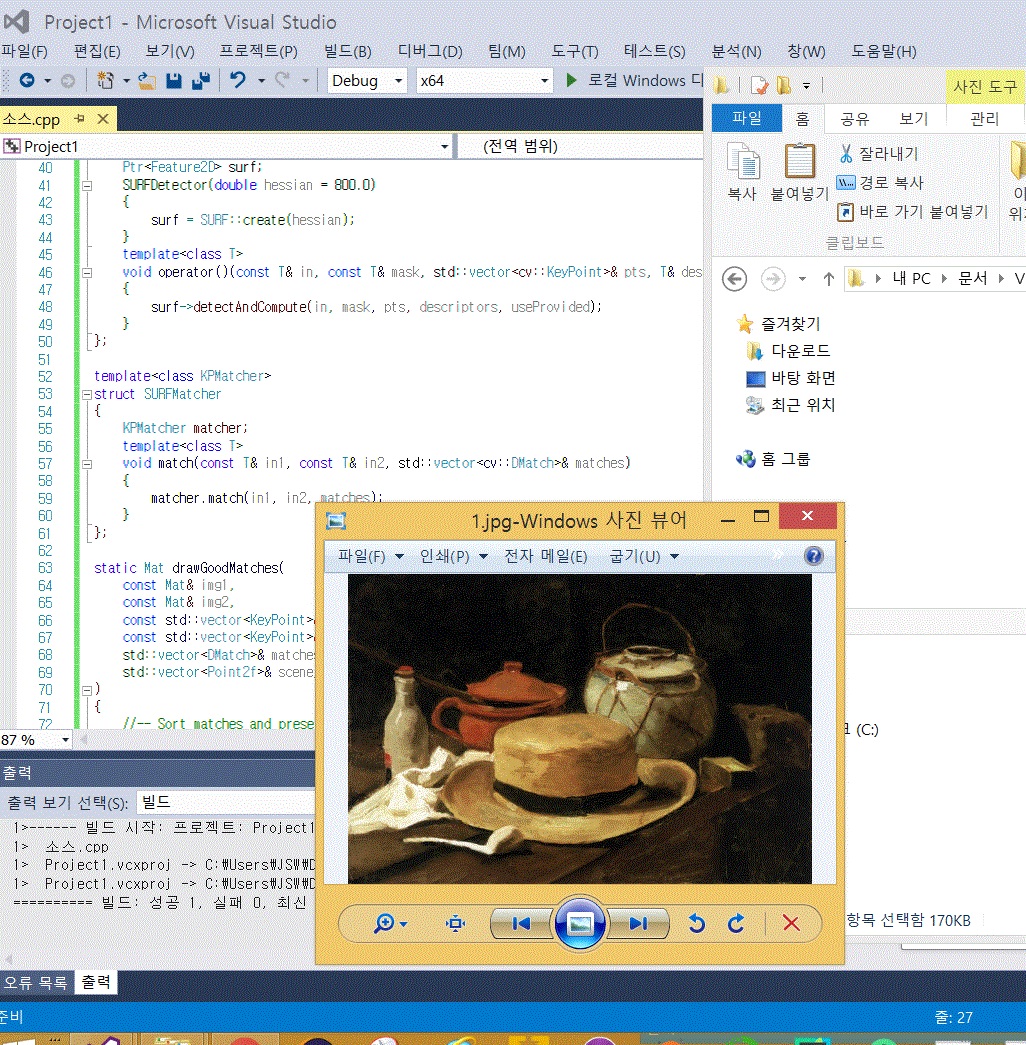 Project1 - Microsoft Visual Studio
파일(F) 편집(E) 보기(V) 프로젝트(P) 빌드(B) 디버그(D) 팀(M) 도구(T) 테스트(S) 분석(N) 창(W) 도움말(H)
Debug x64 로컬 Windows 디
소스.cpp
Project1 (전역 범위)
40 Ptr<Feature2D> surf;
41 SURFDetector(double hessian = 800.0)
42 {
43 surf = SURF::create(hessian);
44 }
45 template<class T>
46 void operator()(const T& in, const T& mask, std::vector<cv::KeyPoint>& pts, T& des
47 {
48 surf->detectAndCompute(in, mask, pts, descriptors, useProvided);
49 }
50 };
51
52 template<class KPMatcher>
53 struct SURFMatcher
54 {
55 KPMatcher matcher;
56 template<class T>
57 void match(const T& in1, const T& in2, std::vector<cv::DMatch>& matches)
58 {
59 matcher.match(in1, in2, matches);
60 }
61 };
62
63 static Mat drawGoodMatches(
64 const Mat& img1,
65 const Mat& img2,
66 const std::vector<KeyPoint>&
67 const std::vector<KeyPoint>&
68 std::vector<DMatch>& matches
69 std::vector<Point2f>& scene
70 )
71 {
72 //-- Sort matches and prese
87 %
출력
출력 보기 선택(S): 빌드
1>------ 빌드 시작: 프로젝트: Project1
1> 소스.cpp
1> Project1.vcxproj -> C:₩Users₩JSW₩D
1> Project1.vcxproj -> C:₩Users₩JSW₩D
========== 빌드: 성공 1, 실패 0, 최신
오류 목록 출력
준비
줄: 27
사진 도구
파일 홈 공유 보기 관리
복사 붙여넣기
잘라내기
경로 복사
바로 가기 붙여넣기
클립보드
내 PC 문서 V
즐겨찾기
다운로드
바탕 화면
최근 위치
홈 그룹
(C:)
항목 선택함 170KB
1.jpg-Windows 사진 뷰어
파일(F) 인쇄(P) 전자 메일(E) 굽기(U)